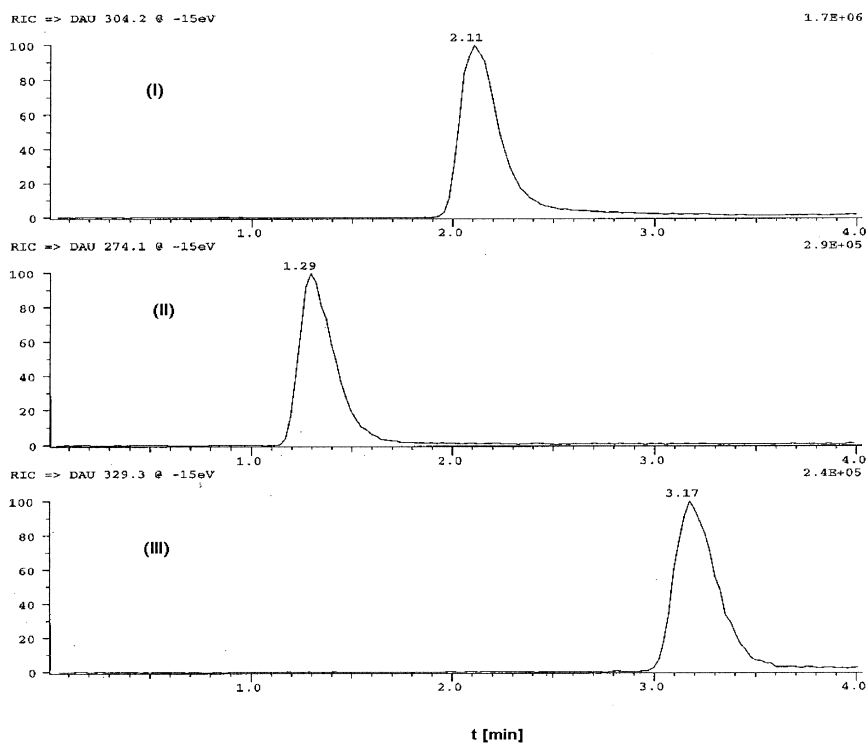 RIC => DAU 304.2 @ -15eV 1.7E+06
2.11
100
(I)
80
60
40
20
0
1.0 2.0 3.0 4.0
RIC => DAU 274.1 @ -15eV 2.9E+05
1.29
100
(II)
80
60
40
20
0
1.0 2.0 3.0 4.0
RIC => DAU 329.3 @ -15eV 2.4E+05
3.17
100
80
(III)
60
40
20
0
1.0 2.0 3.0 4.0
t [min]